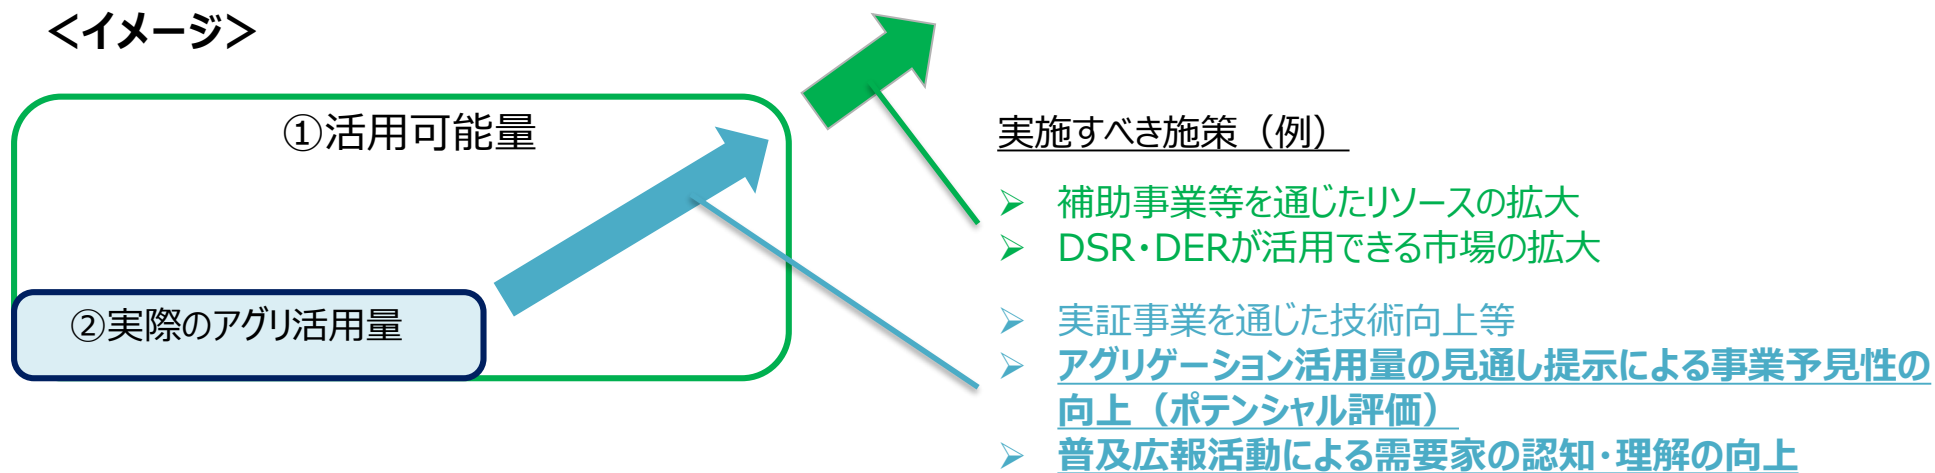 ＜イメージ＞
①活用可能量
②実際のアグリ活用量
実施すべき施策（例）
➢ 補助事業等を通じたリソースの拡大
➢ DSR・DERが活用できる市場の拡大
➢ 実証事業を通じた技術向上等
➢ アグリゲーション活用量の見通し提示による事業予見性の
向上（ポテンシャル評価）
➢ 普及広報活動による需要家の認知・理解の向上